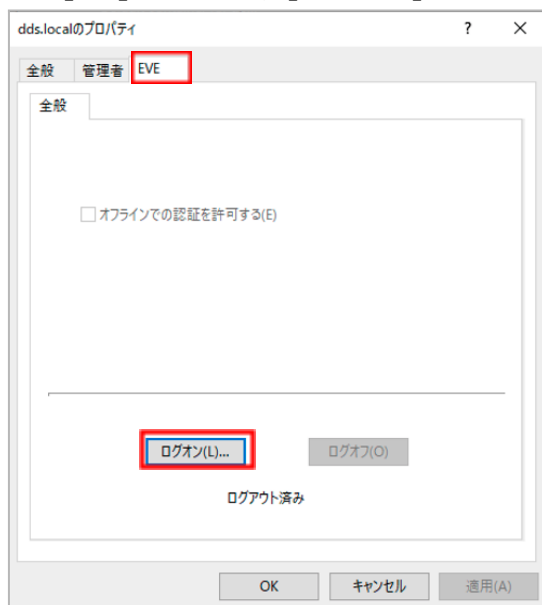 dds.localのプロパティ ? ×
全般 管理者 EVE
全般
オフラインでの認証を許可する(E)
ログオン(L)... ログオフ(O)
ログアウト済み
OK キャンセル 適用(A)